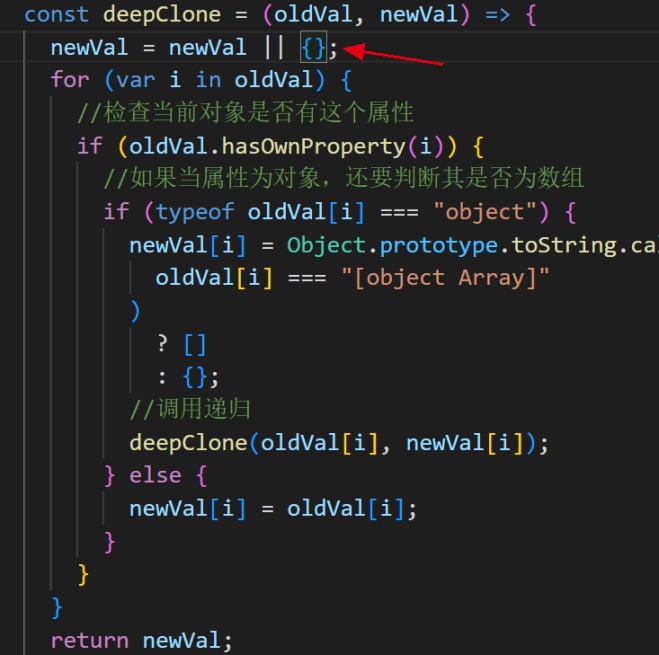 const deepClone = (oldVal, newVal) => {
newVal = newVal || {};
for (var i in oldVal) {
//检查当前对象是否有这个属性
if (oldVal.hasOwnProperty(i)) {
//如果当属性为对象，还要判断其是否为数组
if (typeof oldVal[i] === "object") {
newVal[i] = Object.prototype.toString.ca
oldVal[i] === "[object Array]"
)
? []
: {};
//调用递归
deepClone(oldVal[i], newVal[i]);
} else {
newVal[i] = oldVal[i];
}
}
}
return newVal;